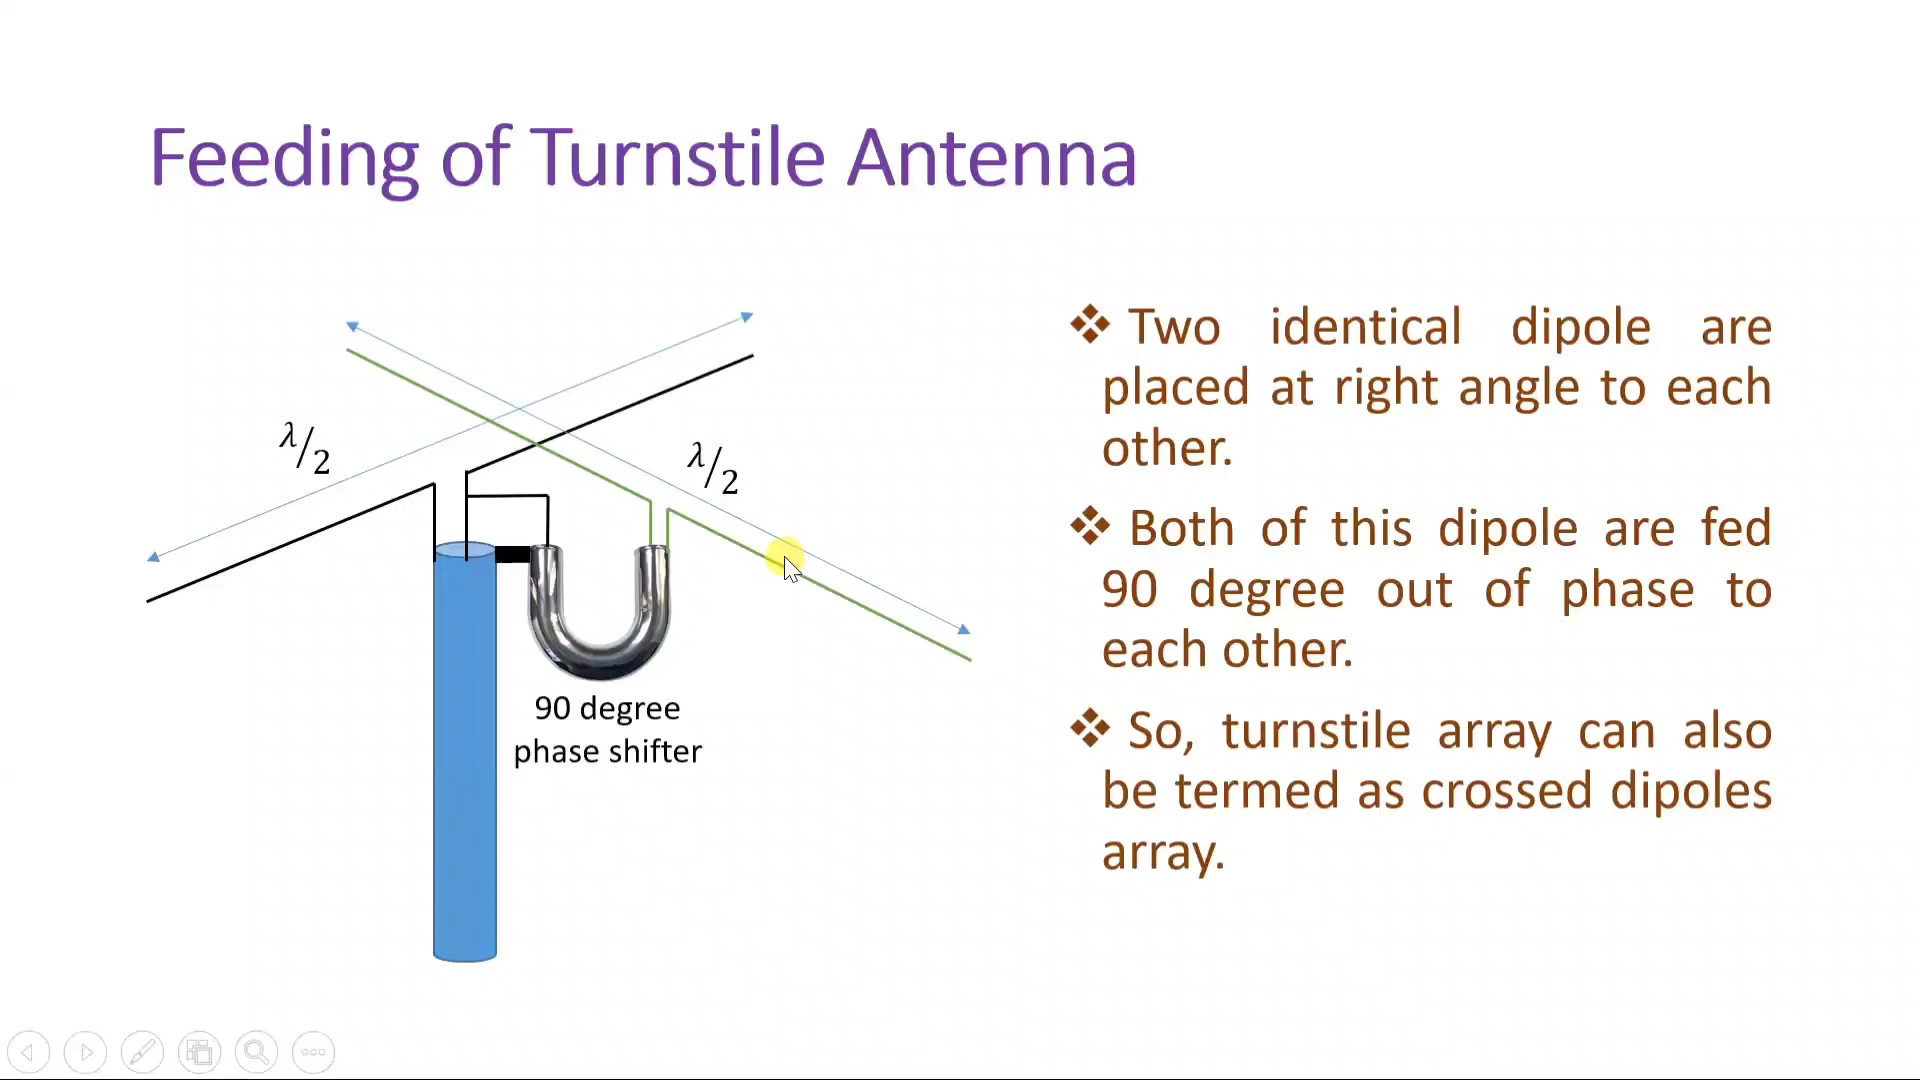 Feeding of Turnstile Antenna
λ/2
λ/2
90 degree
phase shifter
❖ Two identical dipole are
placed at right angle to each
other.
❖ Both of this dipole are fed
90 degree out of phase to
each other.
❖ So, turnstile array can also
be termed as crossed dipoles
array.